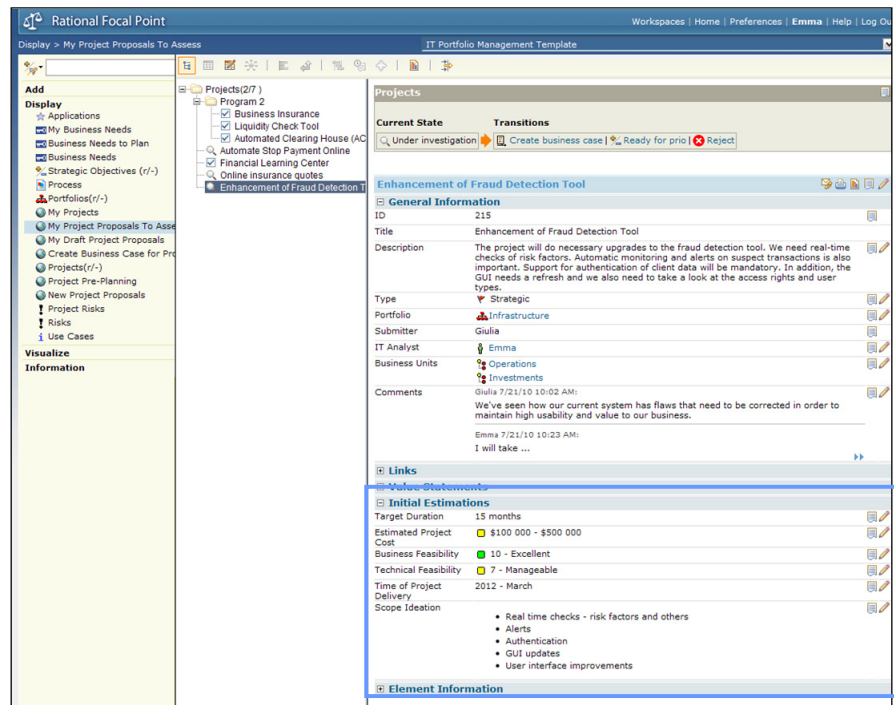 Rational Focal Point
Workspaces | Home | Preferences | Emma | Help | Log Ou
Display > My Project Proposals To Assess
IT Portfolio Management Template
Add
Display
Applications
My Business Needs
Business Needs to Plan
Business Needs
Strategic Objectives (r/-)
Process
Portfolios(r/-)
My Projects
My Project Proposals To Asse
My Draft Project Proposals
Create Business Case for Pro
Projects(r/-)
Project Pre-Planning
New Project Proposals
Project Risks
Risks
Use Cases
Visualize
Information
Projects(2/7 )
Program 2
Business Insurance
Liquidity Check Tool
Automated Clearing House (AC
Automate Stop Payment Online
Financial Learning Center
Online insurance quotes
Enhancement of Fraud Detection T
Projects
Current State Transitions
Under investigation Create business case | Ready for prio | Reject
Enhancement of Fraud Detection Tool
General Information
ID 215
Title Enhancement of Fraud Detection Tool
Description The project will do necessary upgrades to the fraud detection tool. We need real-time
checks of risk factors. Automatic monitoring and alerts on suspect transactions is also
important. Support for authentication of client data will be mandatory. In addition, the
GUI needs a refresh and we also need to take a look at the access rights and user
types.
Type Strategic
Portfolio Infrastructure
Submitter Giulia
IT Analyst Emma
Business Units Operations
Investments
Comments Giulia 7/21/10 10:02 AM:
We've seen how our current system has flaws that need to be corrected in order to
maintain high usability and value to our business.
Emma 7/21/10 10:23 AM:
I will take ...
Links
Value Statements
Initial Estimations
Target Duration 15 months
Estimated Project $100 000 - $500 000
Cost
Business Feasibility 10 - Excellent
Technical Feasibility 7 - Manageable
Time of Project 2012 - March
Delivery
Scope Ideation
• Real time checks - risk factors and others
• Alerts
• Authentication
• GUI updates
• User interface improvements
Element Information